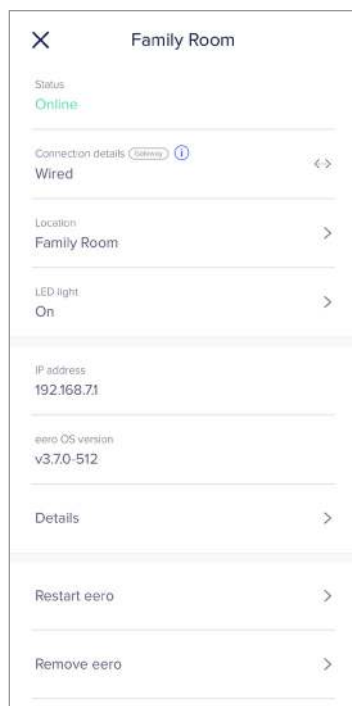 Family Room
Status
Online
Connection details Gateway
Wired
Location
Family Room
LED light
On
IP address
192.168.7.1
eero OS version
v3.7.0-512
Details
Restart eero
Remove eero